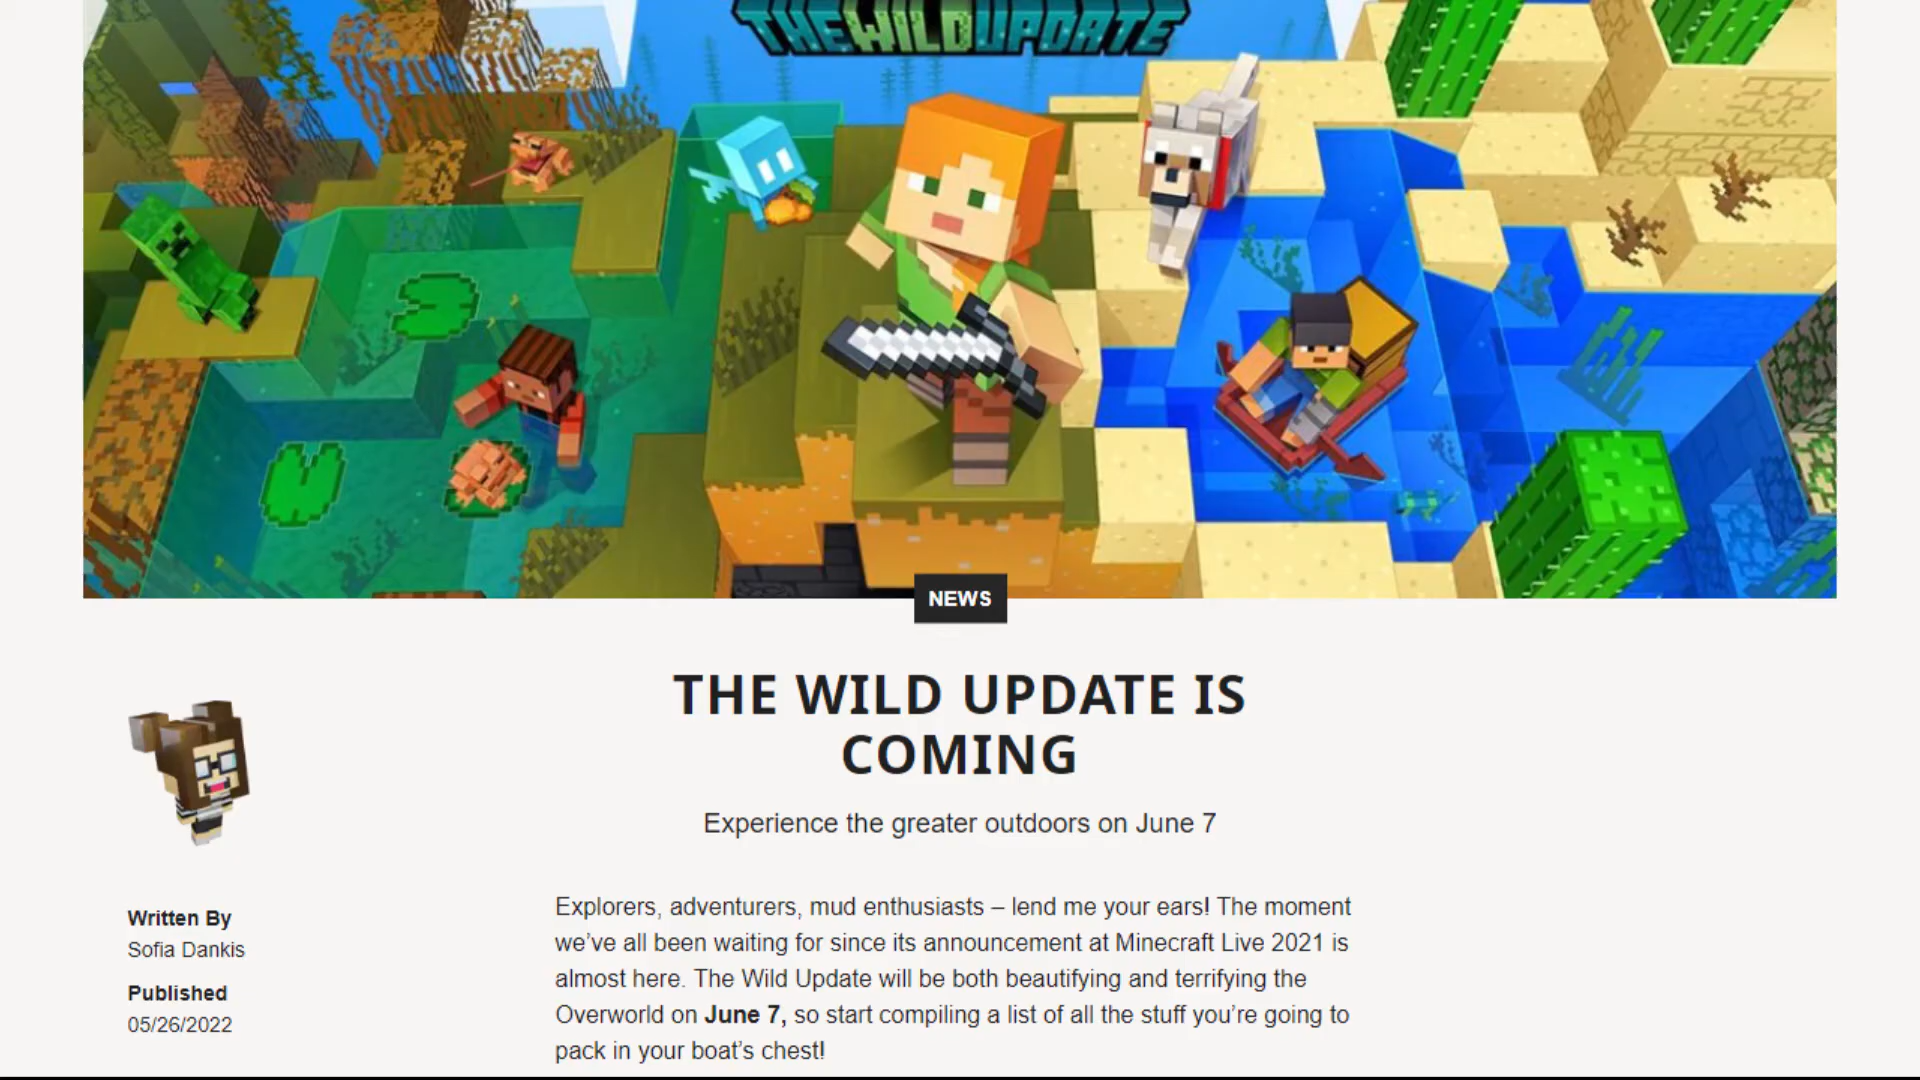 THE WILD UPDATE
NEWS
THE WILD UPDATE IS
COMING
Experience the greater outdoors on June 7
Written By
Sofia Dankis
Published
05/26/2022
Explorers, adventurers, mud enthusiasts – lend me your ears! The moment
we’ve all been waiting for since its announcement at Minecraft Live 2021 is
almost here. The Wild Update will be both beautifying and terrifying the
Overworld on June 7, so start compiling a list of all the stuff you’re going to
pack in your boat’s chest!